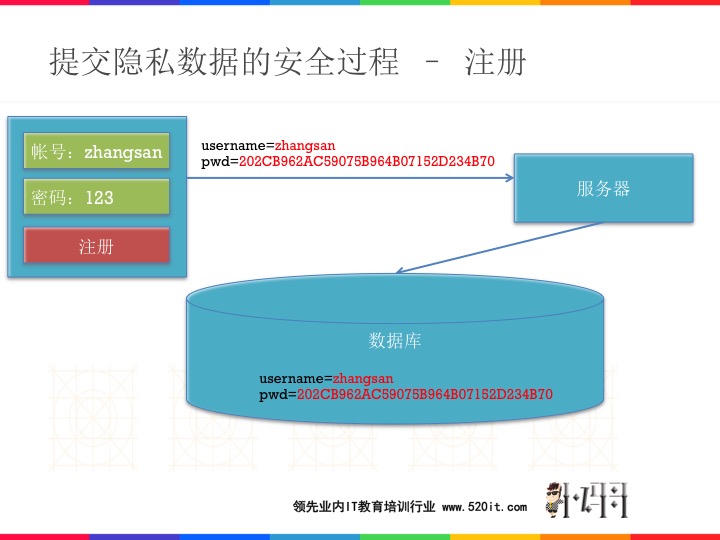 提交隐私数据的安全过程 - 注册
帐号：zhangsan
密码：123
注册
username=zhangsan
pwd=202CB962AC59075B964B07152D234B70
服务器
数据库
username=zhangsan
pwd=202CB962AC59075B964B07152D234B70
领先业内IT教育培训行业 www.520it.com
小码哥